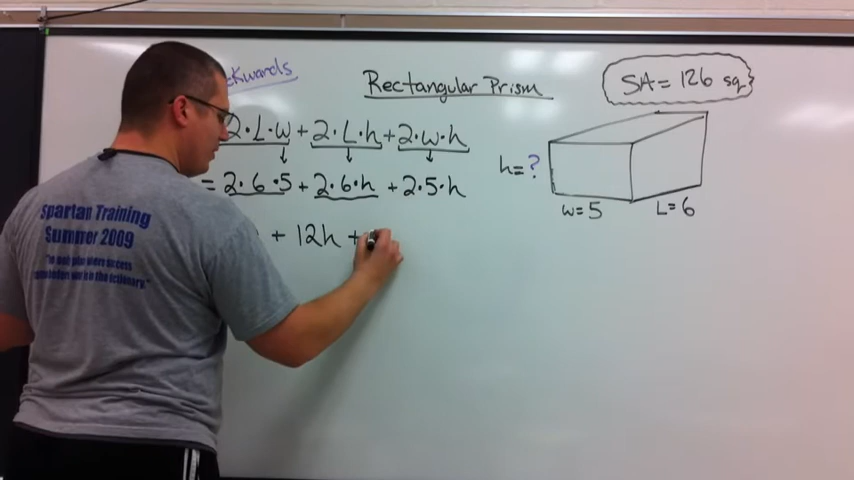 Rectangular Prism
SA = 126 sq.
2·L·w + 2·L·h + 2·w·h
= 2·6·5 + 2·6·h + 2·5·h
+ 12h +
h = ?
w = 5
L = 6
Spartan Training
Summer 2009